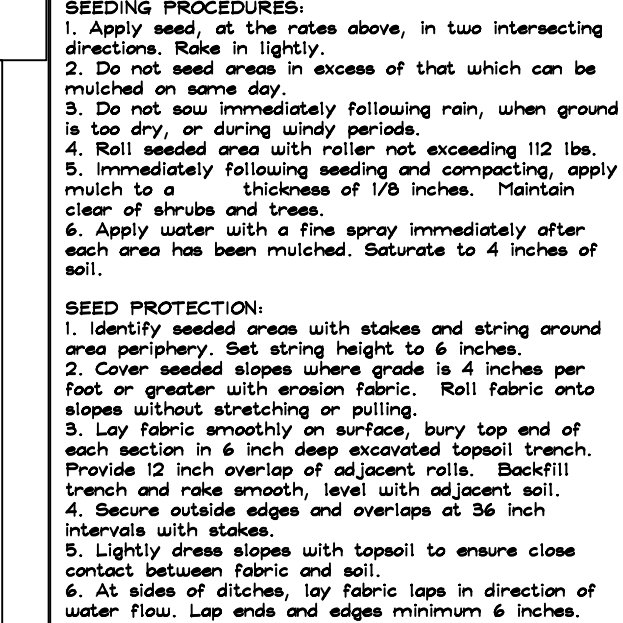 SEEDING PROCEDURES:
1. Apply seed, at the rates above, in two intersecting
directions. Rake in lightly.
2. Do not seed areas in excess of that which can be
mulched on same day.
3. Do not sow immediately following rain, when ground
is too dry, or during windy periods.
4. Roll seeded area with roller not exceeding 112 lbs.
5. Immediately following seeding and compacting, apply
mulch to a thickness of 1/8 inches. Maintain
clear of shrubs and trees.
6. Apply water with a fine spray immediately after
each area has been mulched. Saturate to 4 inches of
soil.

SEED PROTECTION:
1. Identify seeded areas with stakes and string around
area periphery. Set string height to 6 inches.
2. Cover seeded slopes where grade is 4 inches per
foot or greater with erosion fabric. Roll fabric onto
slopes without stretching or pulling.
3. Lay fabric smoothly on surface, bury top end of
each section in 6 inch deep excavated topsoil trench.
Provide 12 inch overlap of adjacent rolls. Backfill
trench and rake smooth, level with adjacent soil.
4. Secure outside edges and overlaps at 36 inch
intervals with stakes.
5. Lightly dress slopes with topsoil to ensure close
contact between fabric and soil.
6. At sides of ditches, lay fabric laps in direction of
water flow. Lap ends and edges minimum 6 inches.